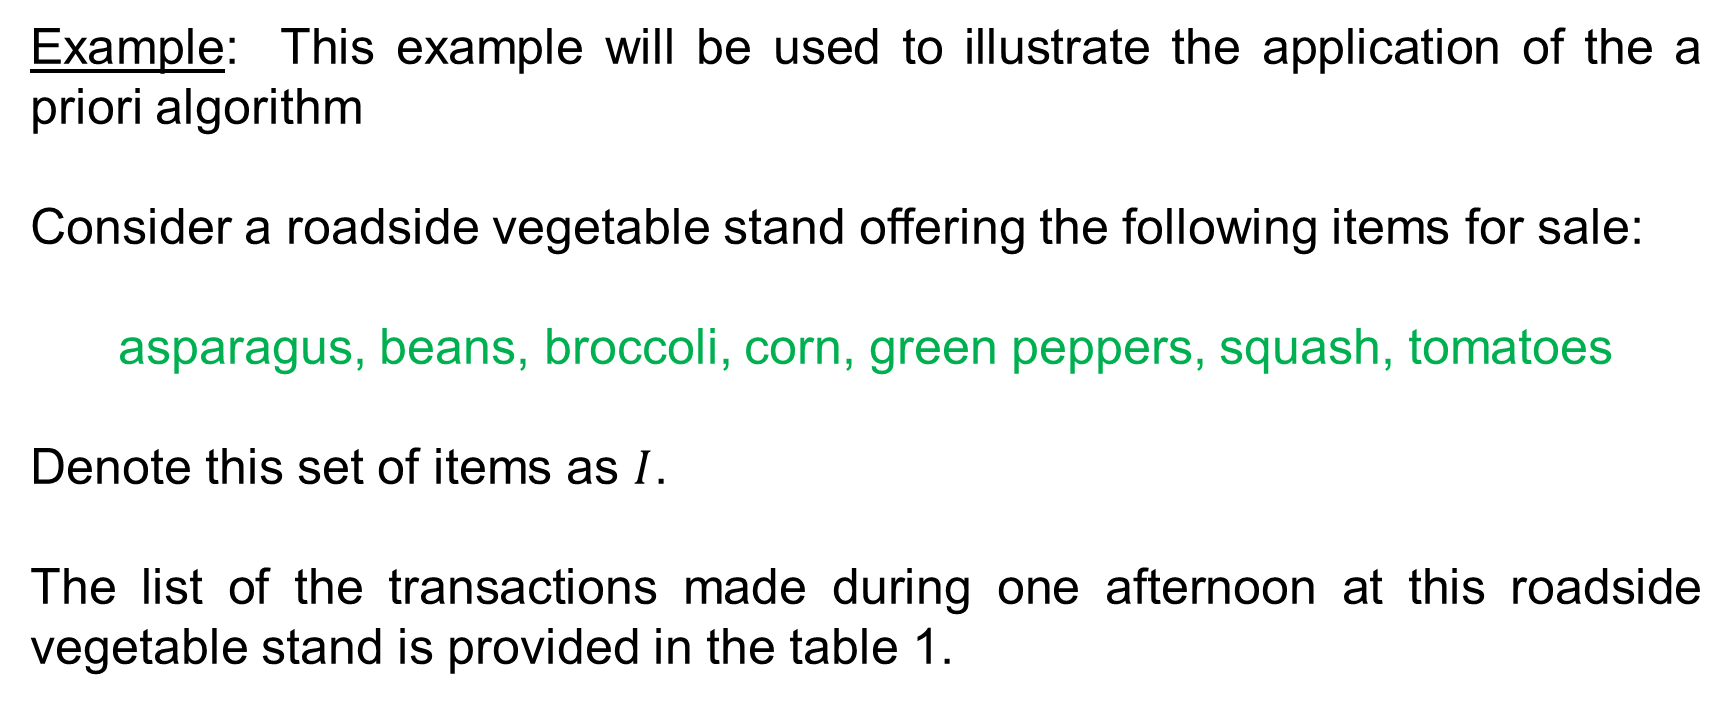 Example: This example will be used to illustrate the application of the a
priori algorithm
Consider a roadside vegetable stand offering the following items for sale:
asparagus, beans, broccoli, corn, green peppers, squash, tomatoes
Denote this set of items as I.
The list of the transactions made during one afternoon at this roadside
vegetable stand is provided in the table 1.